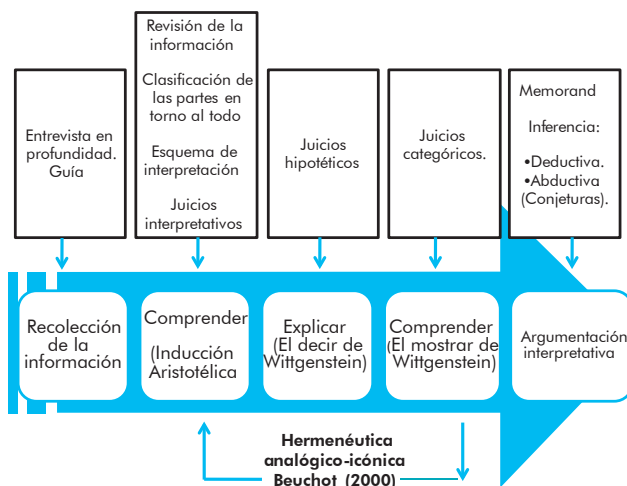 Entrevista en
profundidad.
Guía
Revisión de la
información
Clasificación de
las partes en
torno al todo
Esquema de
interpretación
Juicios
interpretativos
Juicios
hipotéticos
Juicios
categóricos.
Memorand
Inferencia:
•Deductiva.
•Abductiva
(Conjeturas).
Recolección
de la
información
Comprender
(Inducción
Aristotélica
Explicar
(El decir de
Wittgenstein)
Comprender
(El mostrar de
Wittgenstein)
Argumentación
interpretativa
Hermenéutica
analógico-icónica
Beuchot (2000)